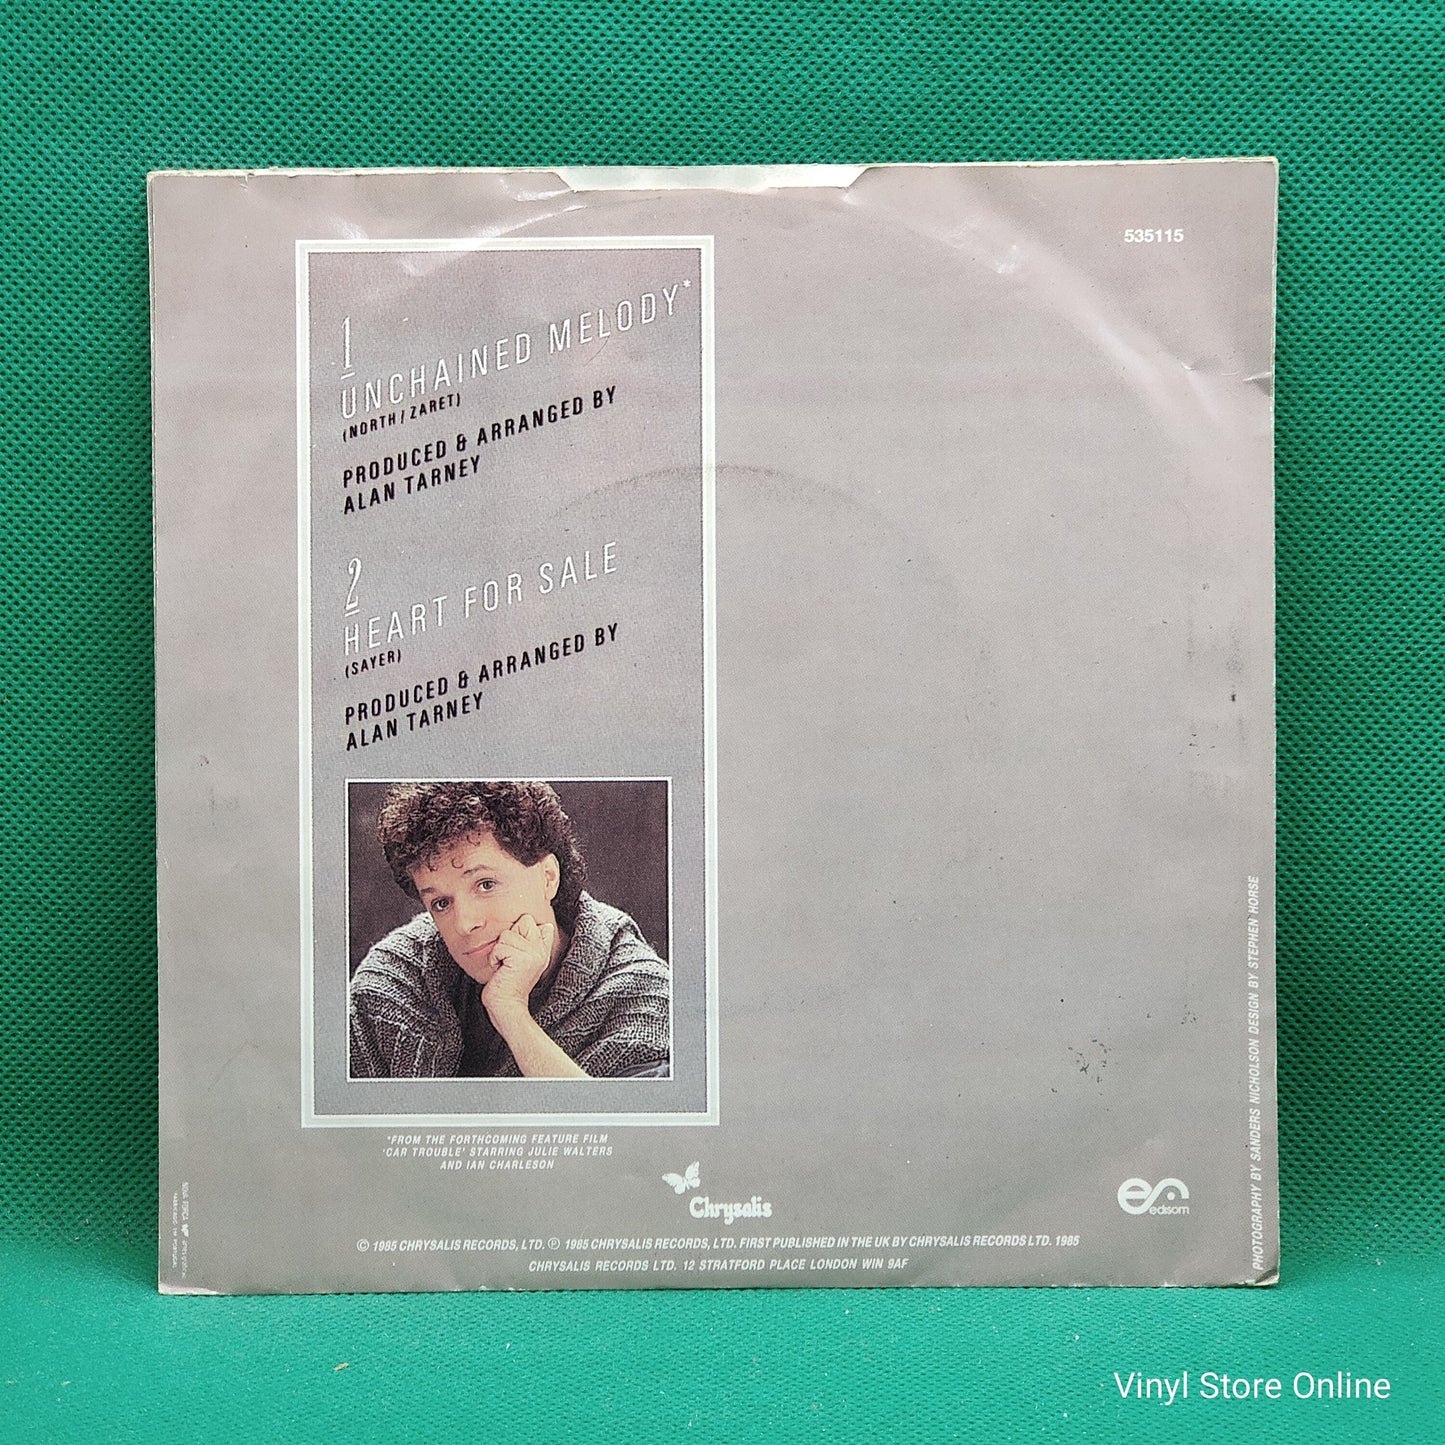 535115
1
UNCHAINED MELODY*
(NORTH / ZARET)
PRODUCED & ARRANGED BY
ALAN TARNEY
2
HEART FOR SALE
(SAYER)
PRODUCED & ARRANGED BY
ALAN TARNEY
*FROM THE FORTHCOMING FEATURE FILM
'CAR TROUBLE' STARRING JULIE WALTERS
AND IAN CHARLESON
Chrysalis
edisom
© 1985 CHRYSALIS RECORDS, LTD. ℗ 1985 CHRYSALIS RECORDS, LTD. FIRST PUBLISHED IN THE UK BY CHRYSALIS RECORDS LTD. 1985
CHRYSALIS RECORDS LTD. 12 STRATFORD PLACE LONDON WIN 9AF
PHOTOGRAPHY BY SANDERS NICHOLSON DESIGN BY STEPHEN HORSE
Vinyl Store Online